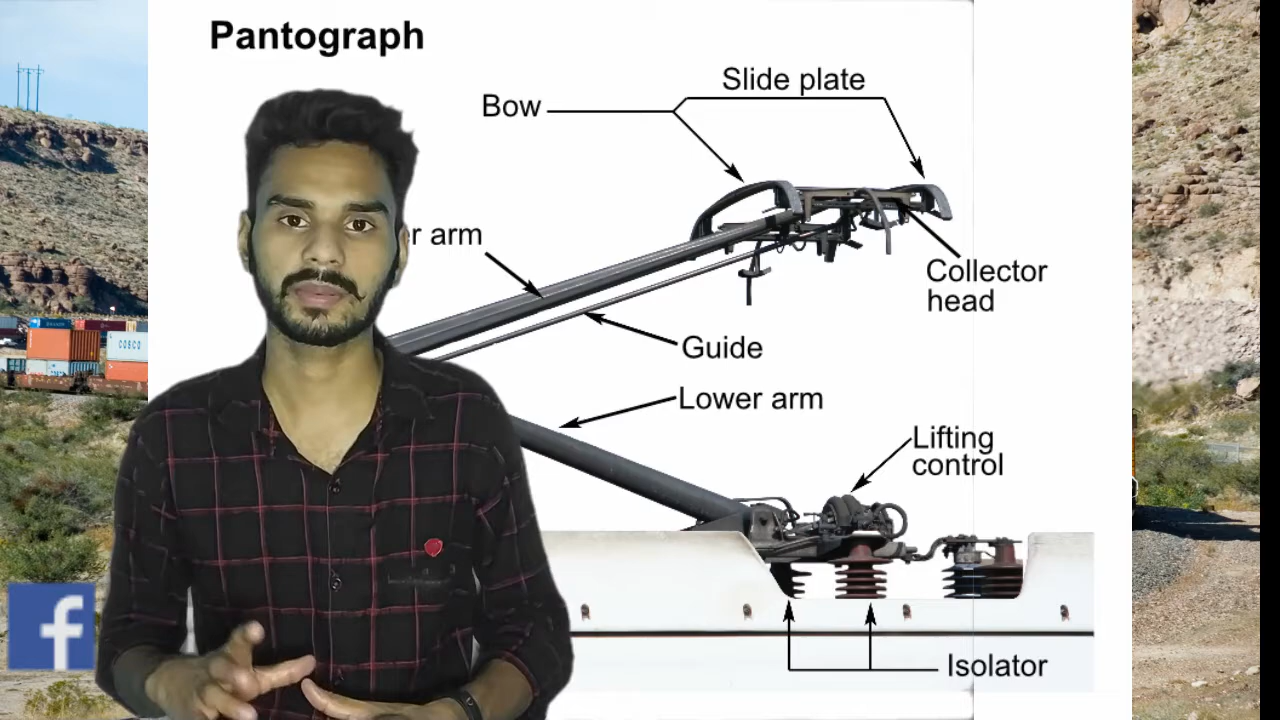 Pantograph
Slide plate
Bow
r arm
Collector
head
Guide
Lower arm
Lifting
control
Isolator
COSCO
f